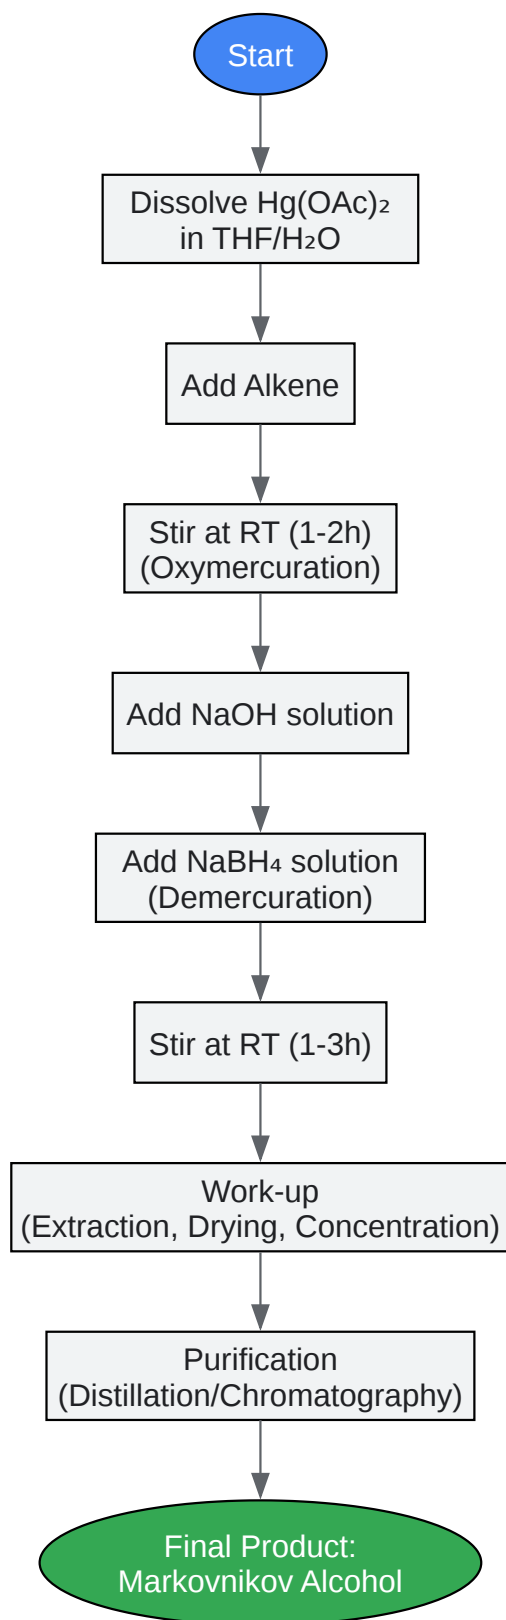 Start
Dissolve Hg(OAc)₂
in THF/H₂O
Add Alkene
Stir at RT (1-2h)
(Oxymercuration)
Add NaOH solution
Add NaBH₄ solution
(Demercuration)
Stir at RT (1-3h)
Work-up
(Extraction, Drying, Concentration)
Purification
(Distillation/Chromatography)
Final Product:
Markovnikov Alcohol